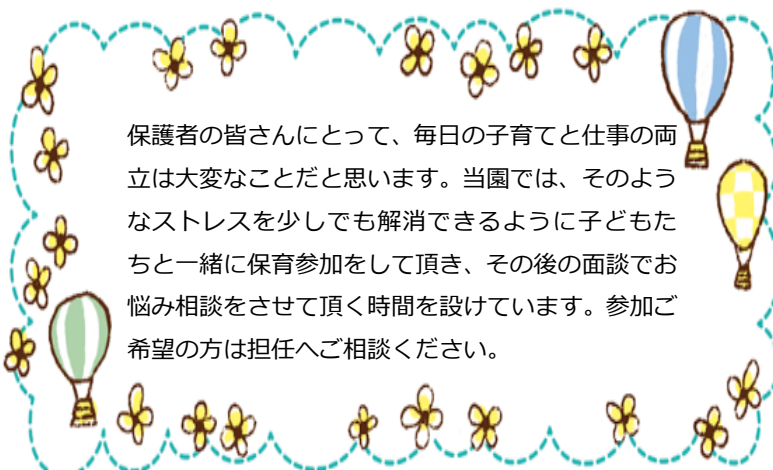 保護者の皆さんにとって、毎日の子育てと仕事の両
立は大変なことだと思います。当園では、そのよう
なストレスを少しでも解消できるように子どもた
ちと一緒に保育参加をして頂き、その後の面談でお
悩み相談をさせて頂く時間を設けています。参加ご
希望の方は担任へご相談ください。